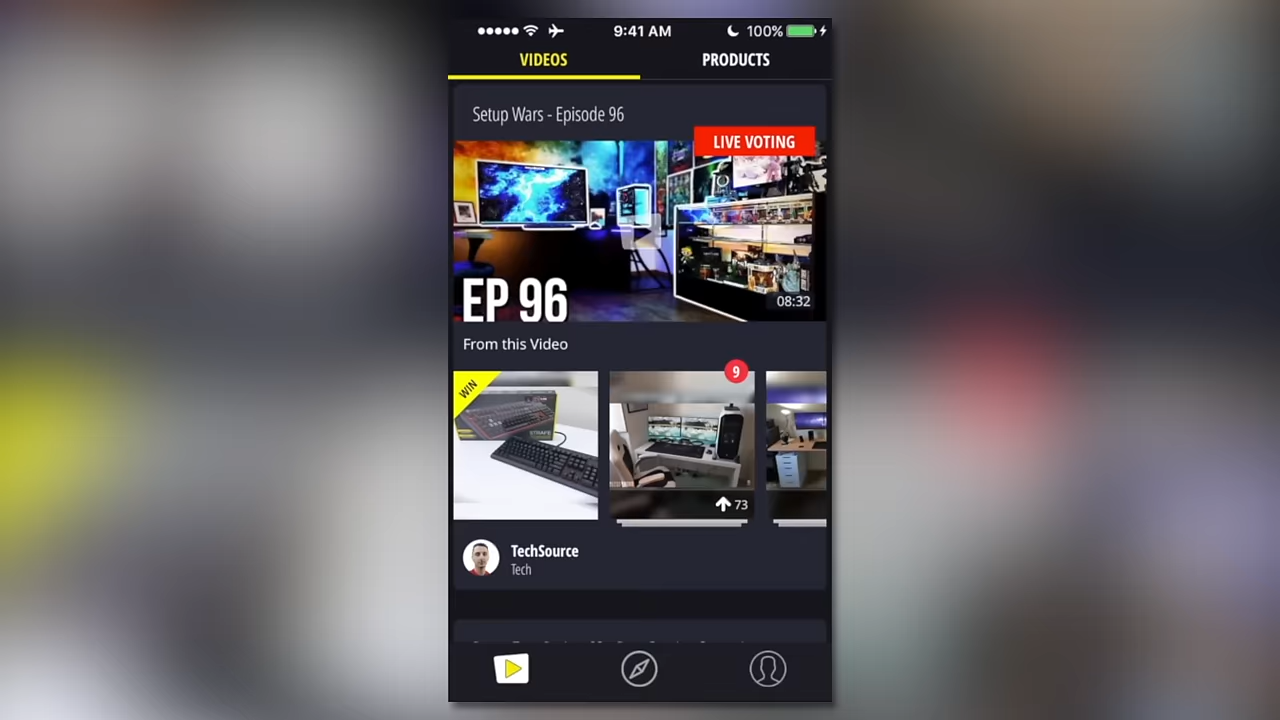 9:41 AM
100%
VIDEOS
PRODUCTS
Setup Wars - Episode 96
LIVE VOTING
EP 96
08:32
From this Video
WIN
9
STRAFE
73
TechSource
Tech